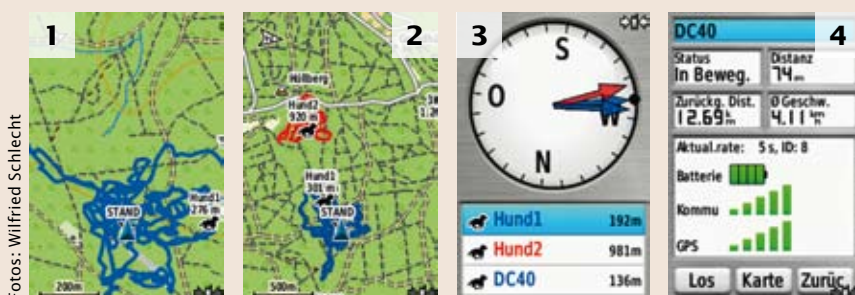 Fotos: Wilfried Schlecht
1
STAND
Hund1
276 m
200m
2
Höllberg
Hund2
920 m
Hund1
301 m
STAND
500m
3
S
O
W
N
Hund1 192m
Hund2 981m
DC40 136m
4
DC40
Status
In Beweg.
Distanz
74m
Zurückg. Dist.
12.69km
Ø Geschw.
4.11
Aktual.rate: 5 s, ID: 8
Batterie
Kommu
GPS
Los Karte Zurüc